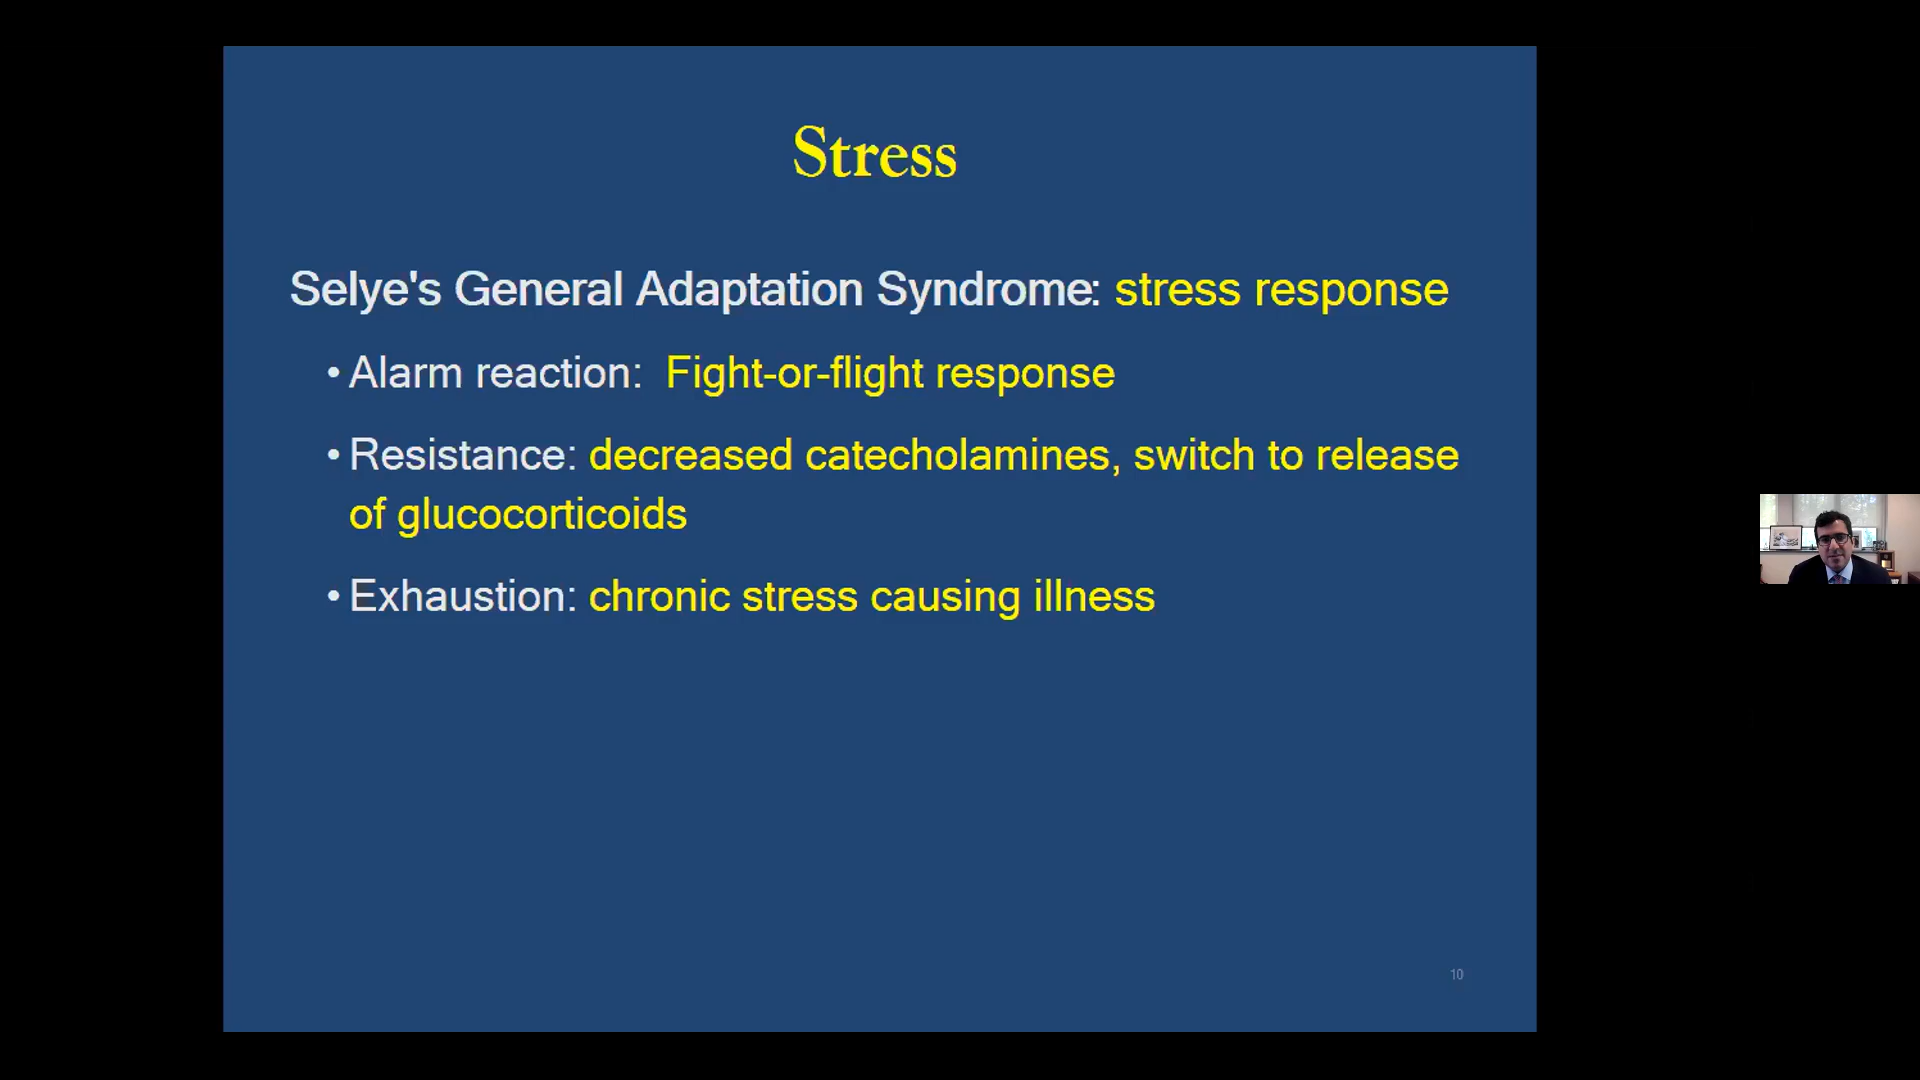 Stress
Selye's General Adaptation Syndrome: stress response
• Alarm reaction:  Fight-or-flight response
• Resistance: decreased catecholamines, switch to release
of glucocorticoids
• Exhaustion: chronic stress causing illness
10